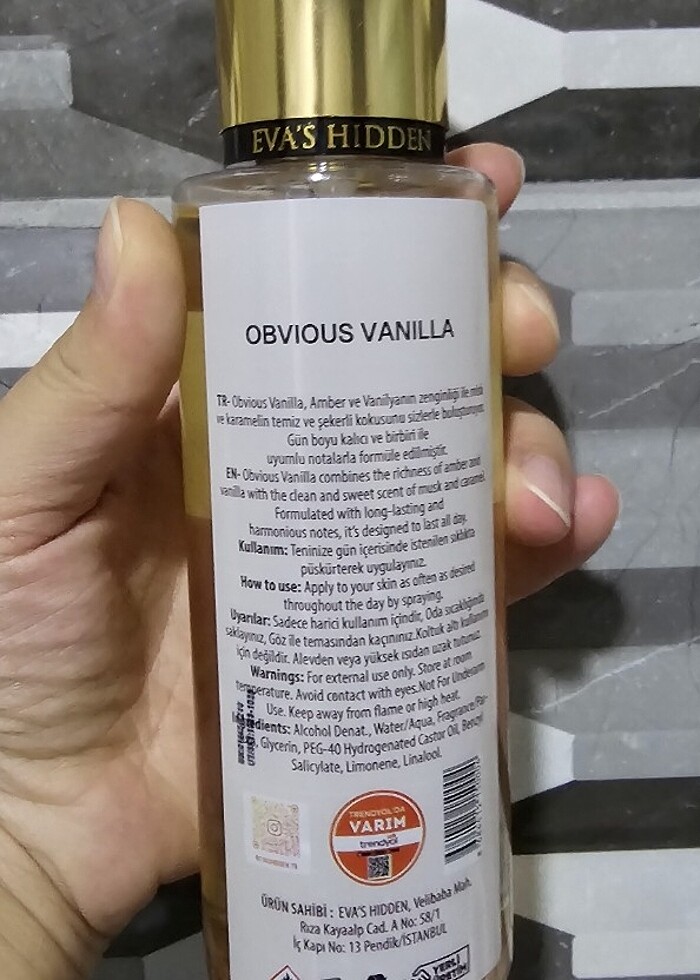 EVA'S HIDDEN
OBVIOUS VANILLA
TR- Obvious Vanilla, Amber ve Vanilyanın zenginliği ile misk
ve karamelin temiz ve şekerli kokusunu sizlerle buluşturuyor.
Gün boyu kalıcı ve birbiri ile
uyumlu notalarla formüle edilmiştir.
EN- Obvious Vanilla combines the richness of amber and
vanilla with the clean and sweet scent of musk and caramel.
Formulated with long-lasting and
harmonious notes, it's designed to last all day.
Kullanım: Teninize gün içerisinde istenilen sıklıkta
püskürterek uygulayınız.
How to use: Apply to your skin as often as desired
throughout the day by spraying.
Uyarılar: Sadece harici kullanım içindir, Oda sıcaklığında
saklayınız, Göz ile temasından kaçınınız.Koltuk altı kullanım
için değildir. Alevden veya yüksek ısıdan uzak tutunuz.
Warnings: For external use only. Store at room
temperature. Avoid contact with eyes.Not For Underarm
Use. Keep away from flame or high heat.
Ingredients: Alcohol Denat., Water/Aqua, Fragrance/Par-
, Glycerin, PEG-40 Hydrogenated Castor Oil, Benzyl
Salicylate, Limonene, Linalool.
TRENDYOL'DA
VARIM
trendyol
ÜRÜN SAHİBİ : EVA'S HIDDEN, Velibaba Mah.
Rıza Kayaalp Cad. A No: 58/1
İç Kapı No: 13 Pendik/İSTANBUL
YERLİ
ÜRETİM